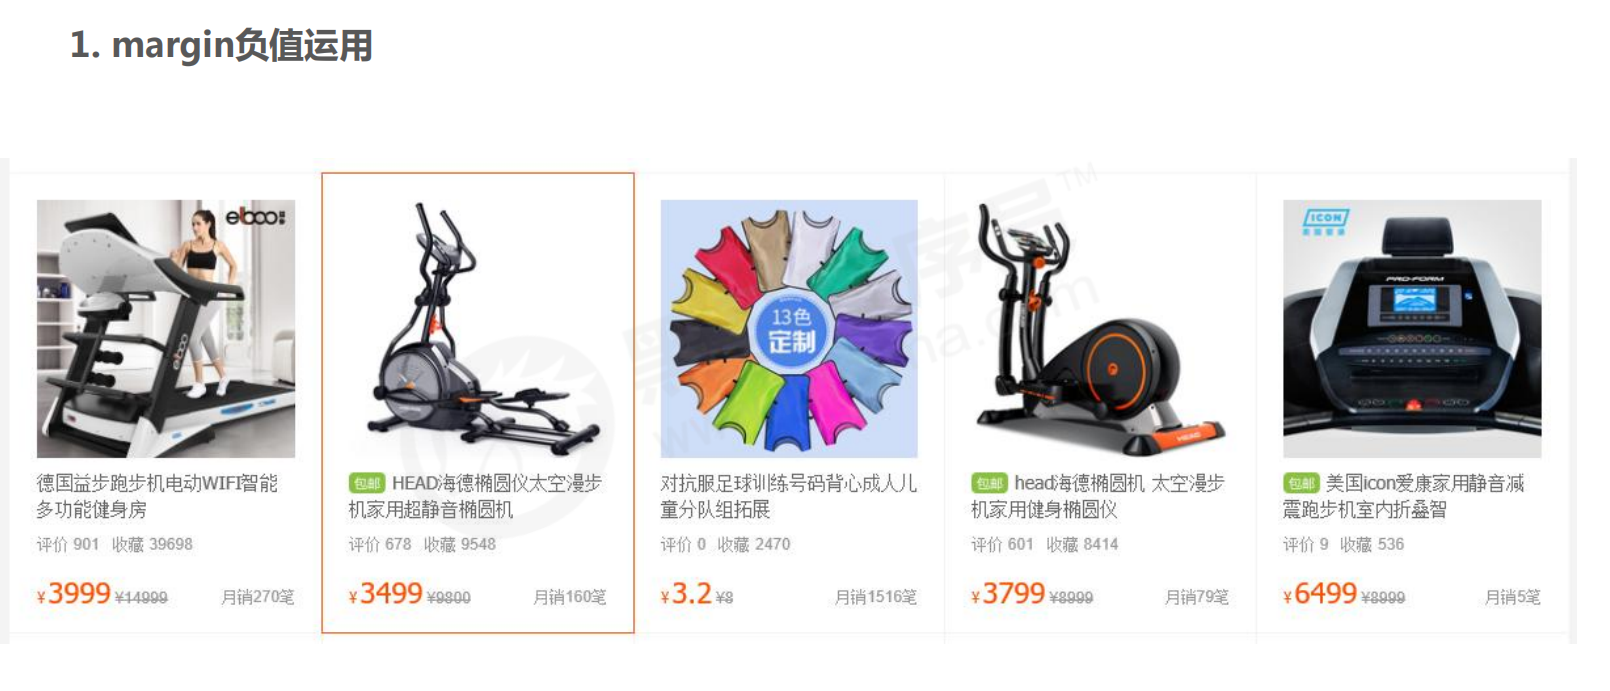 1. margin负值运用
elboo
elboo
德国益步跑步机电动WIFI智能
多功能健身房
评价 901 收藏 39698
¥3999 ¥14999 月销270笔
包邮 HEAD海德椭圆仪太空漫步
机家用超静音椭圆机
评价 678 收藏 9548
¥3499 ¥9800 月销160笔
13色
定制
对抗服足球训练号码背心成人儿
童分队组拓展
评价 0 收藏 2470
¥3.2 ¥8 月销1516笔
HEAD
包邮 head海德椭圆机 太空漫步
机家用健身椭圆仪
评价 601 收藏 8414
¥3799 ¥8999 月销79笔
ICON
PRO-FORM
包邮 美国icon爱康家用静音减
震跑步机室内折叠智
评价 9 收藏 536
¥6499 ¥8999 月销5笔